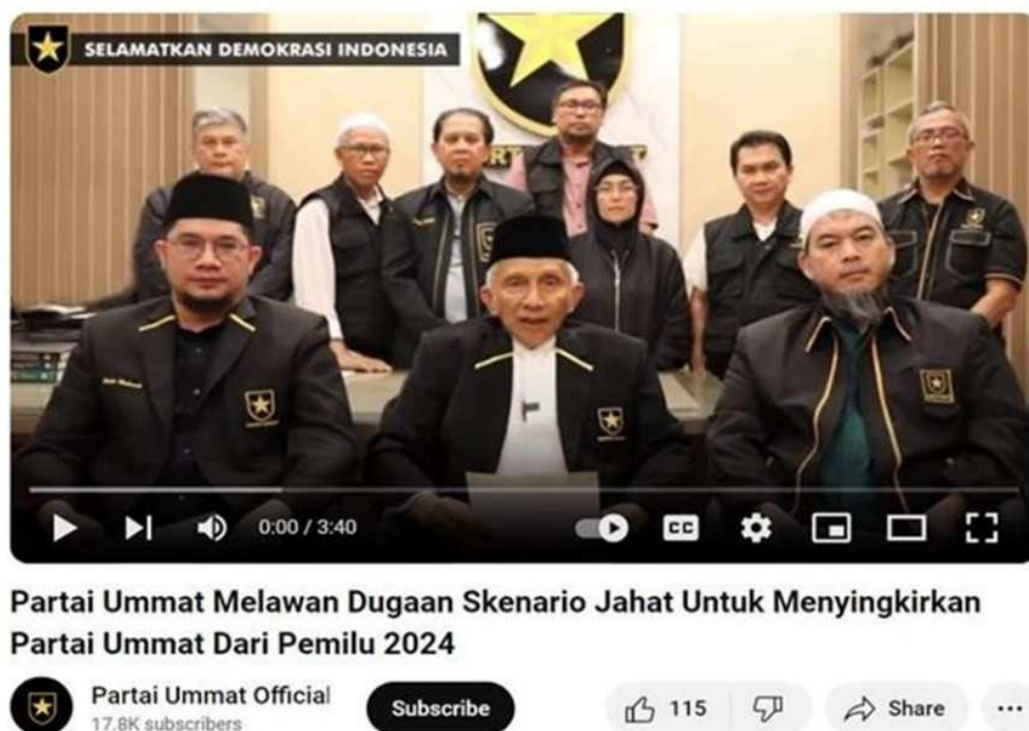 SELAMATKAN DEMOKRASI INDONESIA
0:00 / 3:40
CC
Partai Ummat Melawan Dugaan Skenario Jahat Untuk Menyingkirkan
Partai Ummat Dari Pemilu 2024
Partai Ummat Official
17.8K subscribers
Subscribe
115
Share